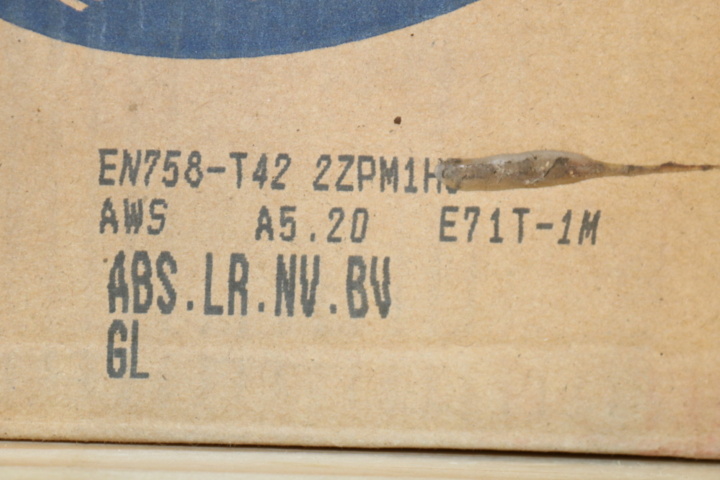 EN758-T42 2ZPM1H
AWS A5.20 E71T-1M
ABS.LR.NV.BV
GL